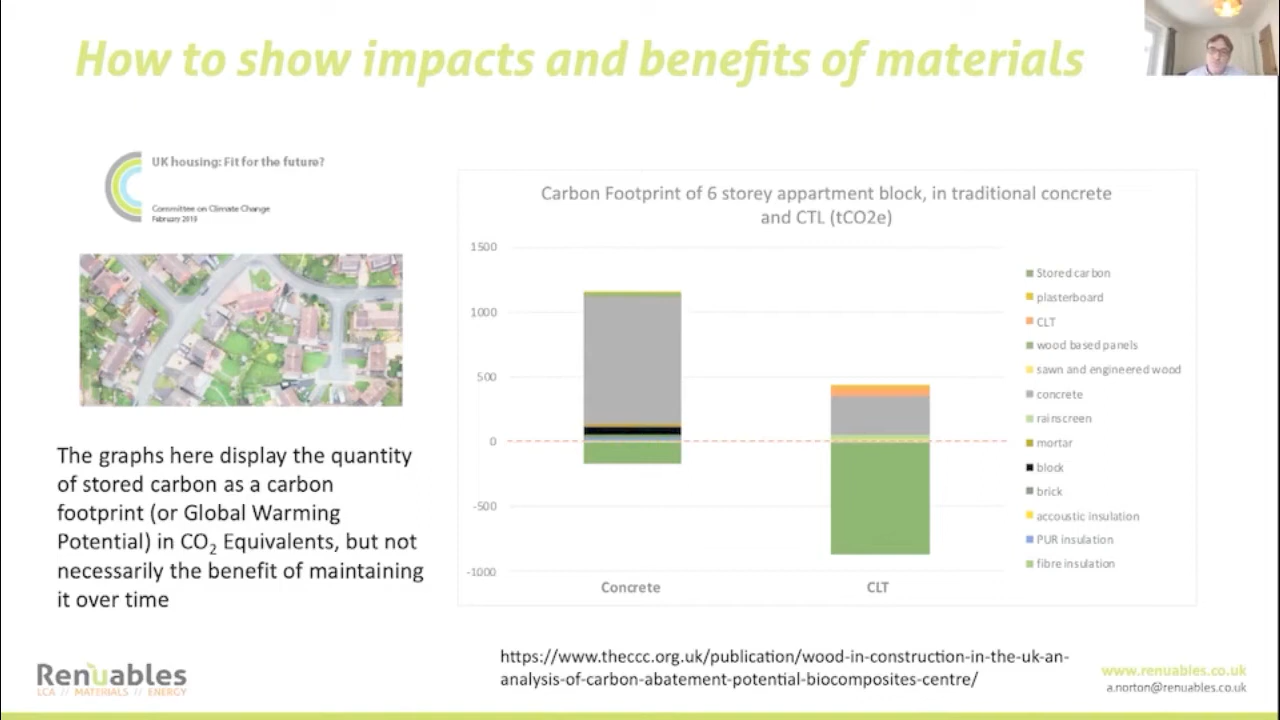 How to show impacts and benefits of materials
UK housing: Fit for the future?
Committee on Climate Change
February 2019
The graphs here display the quantity
of stored carbon as a carbon
footprint (or Global Warming
Potential) in CO₂ Equivalents, but not
necessarily the benefit of maintaining
it over time
Carbon Footprint of 6 storey appartment block, in traditional concrete
and CTL (tCO2e)
1500
1000
500
0
-500
-1000
Concrete
CLT
Stored carbon
plasterboard
CLT
wood based panels
sawn and engineered wood
concrete
rainscreen
mortar
block
brick
accoustic insulation
PUR insulation
fibre insulation
https://www.theccc.org.uk/publication/wood-in-construction-in-the-uk-an-
analysis-of-carbon-abatement-potential-biocomposites-centre/
Renuables
LCA // MATERIALS // ENERGY
www.renuables.co.uk
a.norton@renuables.co.uk